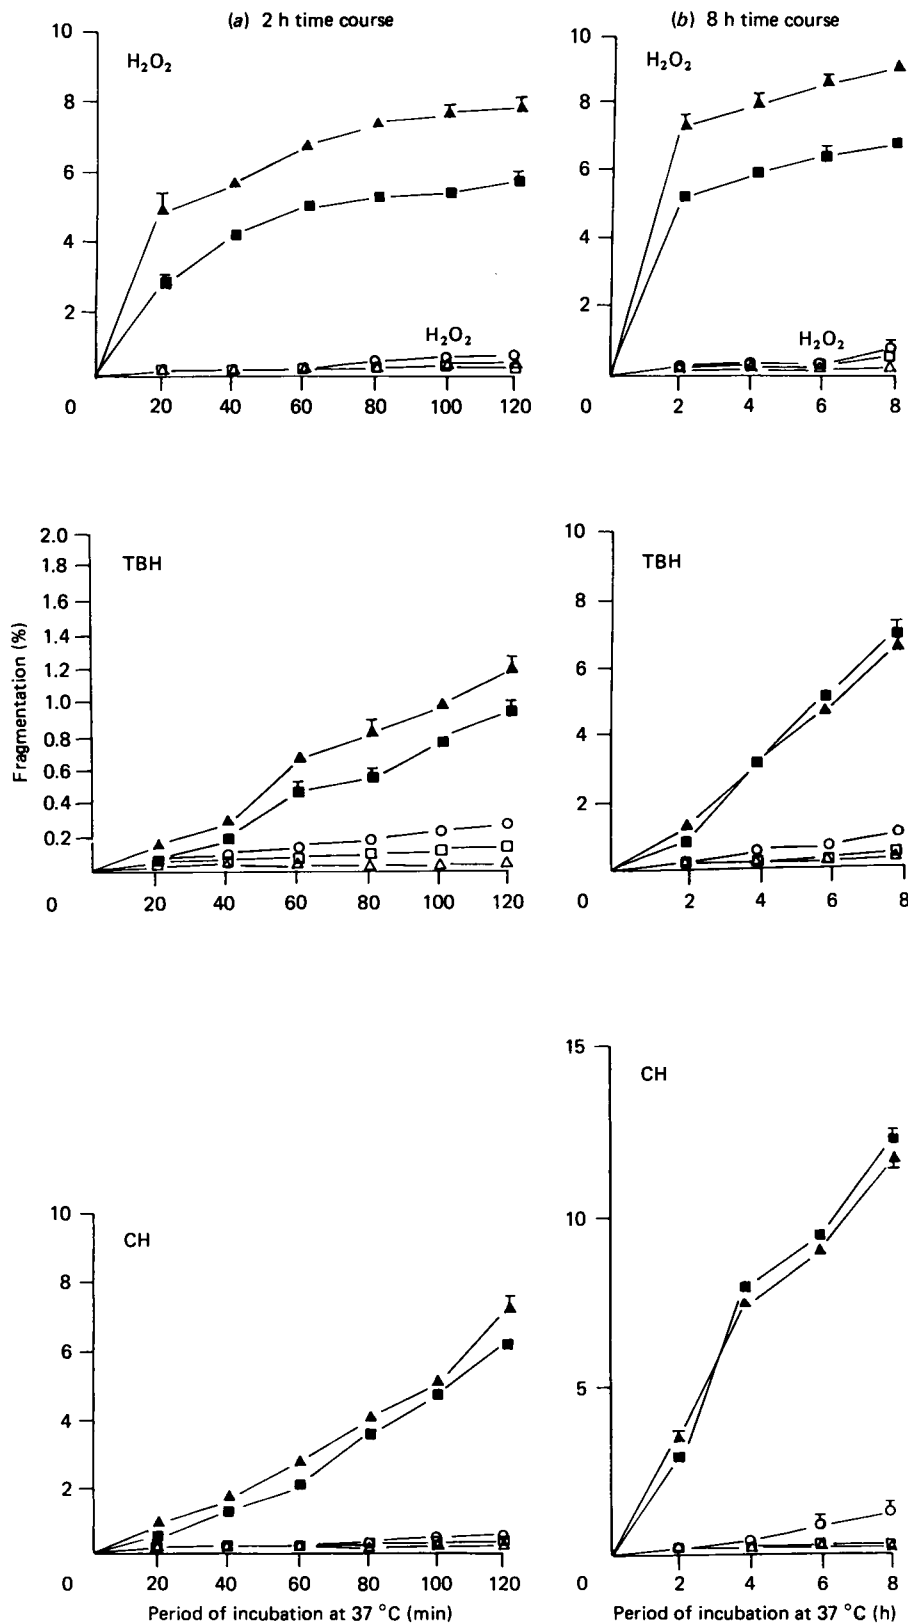 (a) 2 h time course
(b) 8 h time course
10
H₂O₂
8
6
4
2
H₂O₂
0
20 40 60 80 100 120
10
H₂O₂
8
6
4
2
H₂O₂
0
2 4 6 8
Fragmentation (%)
2.0
TBH
1.8
1.6
1.4
1.2
1.0
0.8
0.6
0.4
0.2
0
20 40 60 80 100 120
10
TBH
8
6
4
2
0
2 4 6 8
10
CH
8
6
4
2
0
20 40 60 80 100 120
Period of incubation at 37 °C (min)
15
CH
10
5
0
2 4 6 8
Period of incubation at 37 °C (h)